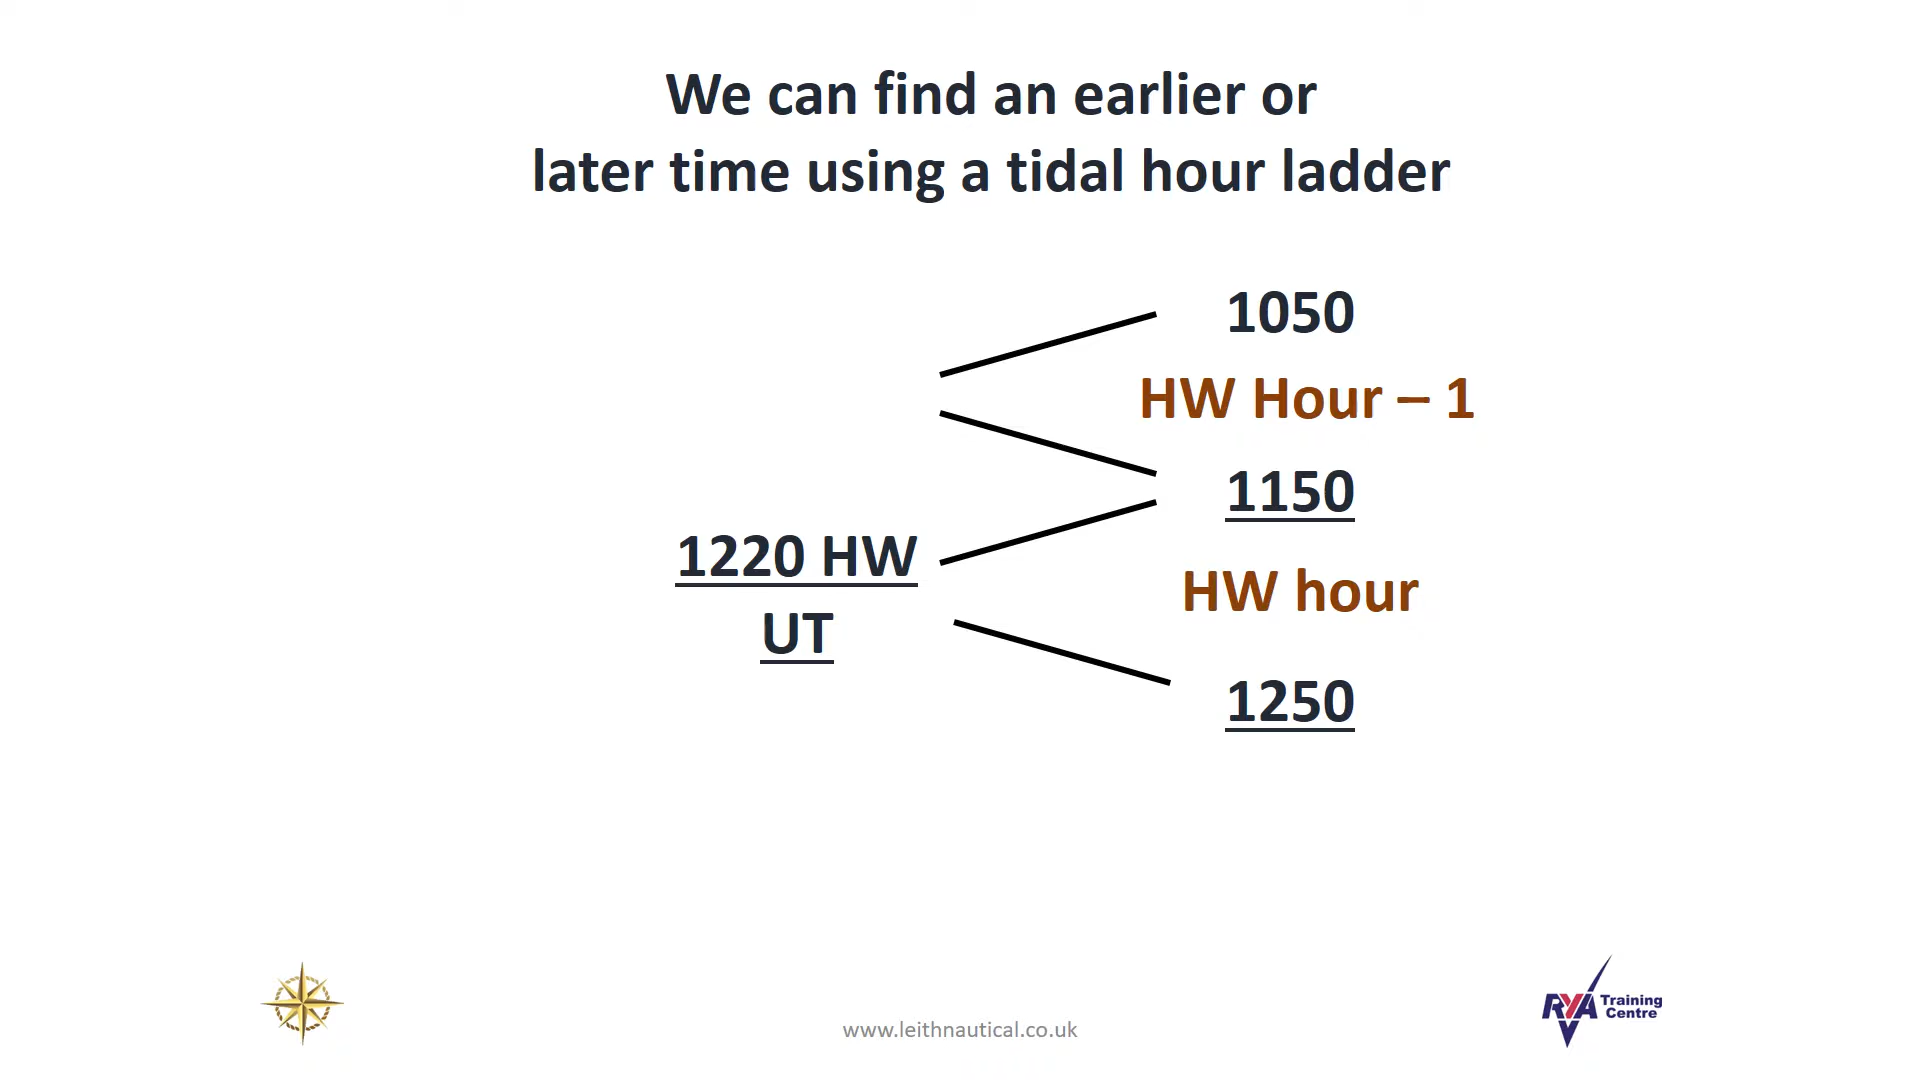 We can find an earlier or
later time using a tidal hour ladder
1050
HW Hour – 1
1150
1220 HW
UT
HW hour
1250
www.leithnautical.co.uk
RYA Training
Centre